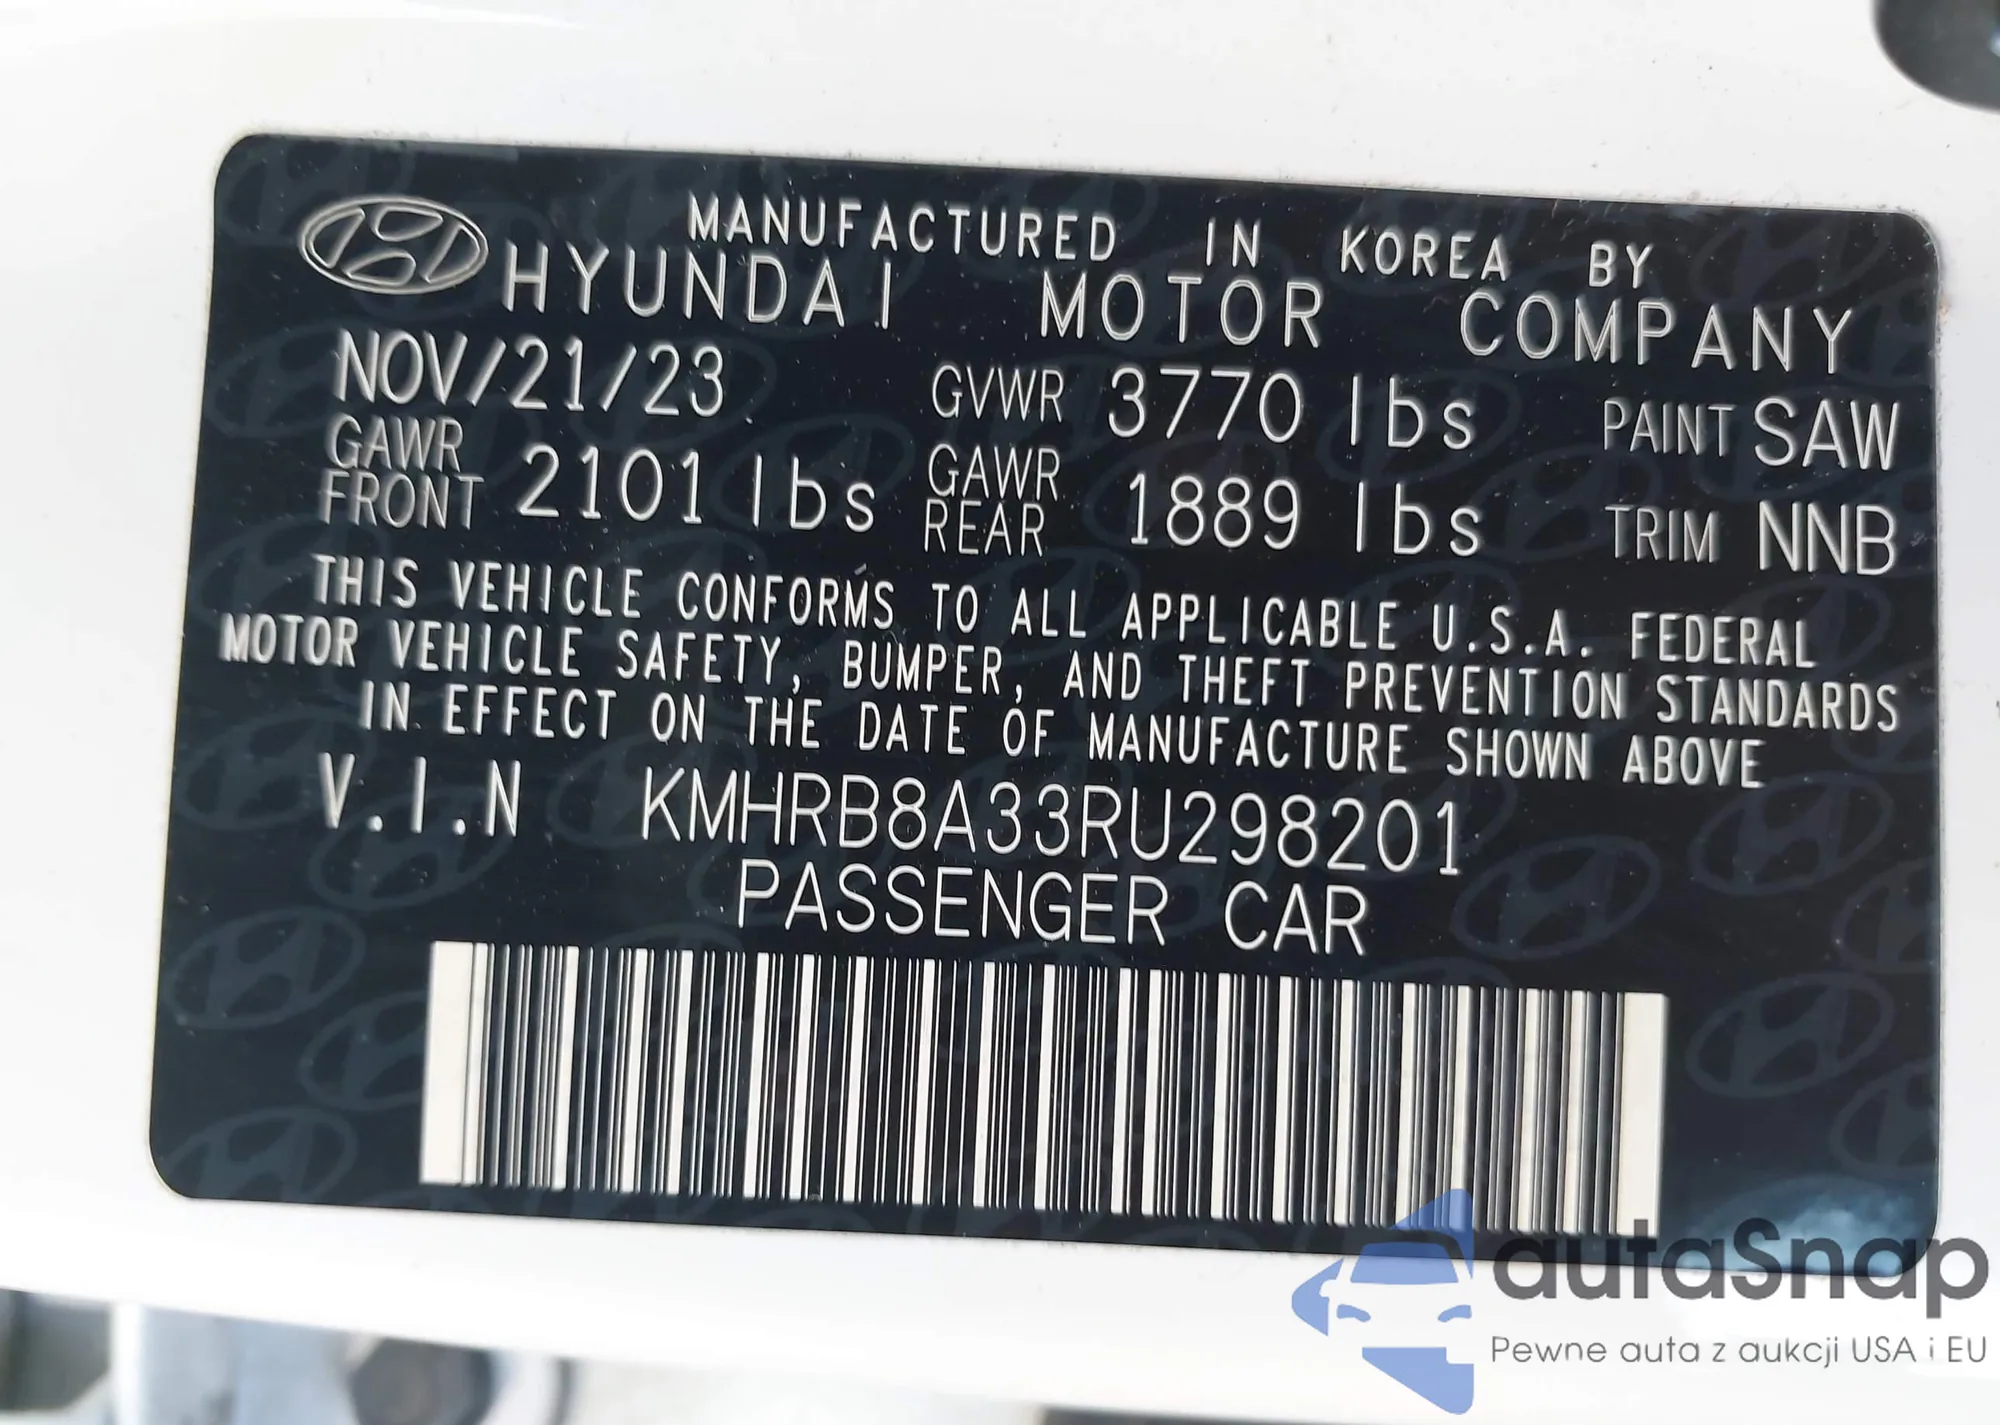 MANUFACTURED IN KOREA BY
HYUNDAI MOTOR COMPANY
NOV/21/23 GVWR 3770 lbs PAINT SAW
GAWR FRONT 2101 lbs GAWR REAR 1889 lbs TRIM NNB
THIS VEHICLE CONFORMS TO ALL APPLICABLE U.S.A. FEDERAL
MOTOR VEHICLE SAFETY, BUMPER, AND THEFT PREVENTION STANDARDS
IN EFFECT ON THE DATE OF MANUFACTURE SHOWN ABOVE
V.I.N KMHRB8A33RU298201
PASSENGER CAR
autaSnap
Pewne auta z aukcji USA i EU